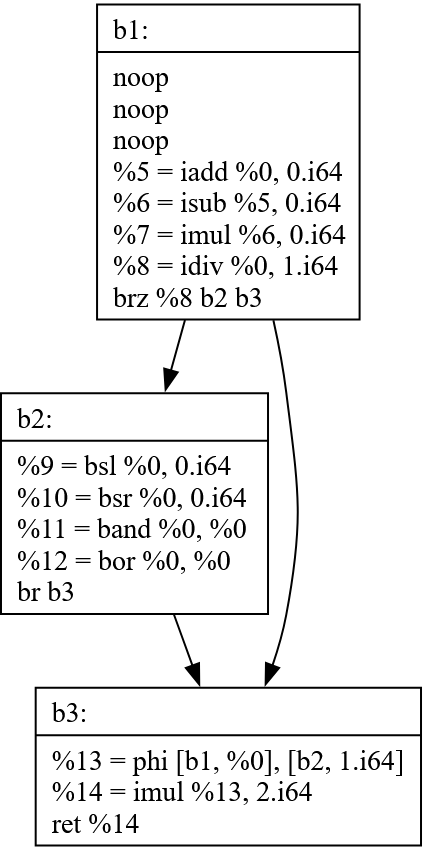 b1:
noop
noop
noop
%5 = iadd %0, 0.i64
%6 = isub %5, 0.i64
%7 = imul %6, 0.i64
%8 = idiv %0, 1.i64
brz %8 b2 b3
b2:
%9 = bsl %0, 0.i64
%10 = bsr %0, 0.i64
%11 = band %0, %0
%12 = bor %0, %0
br b3
b3:
%13 = phi [b1, %0], [b2, 1.i64]
%14 = imul %13, 2.i64
ret %14